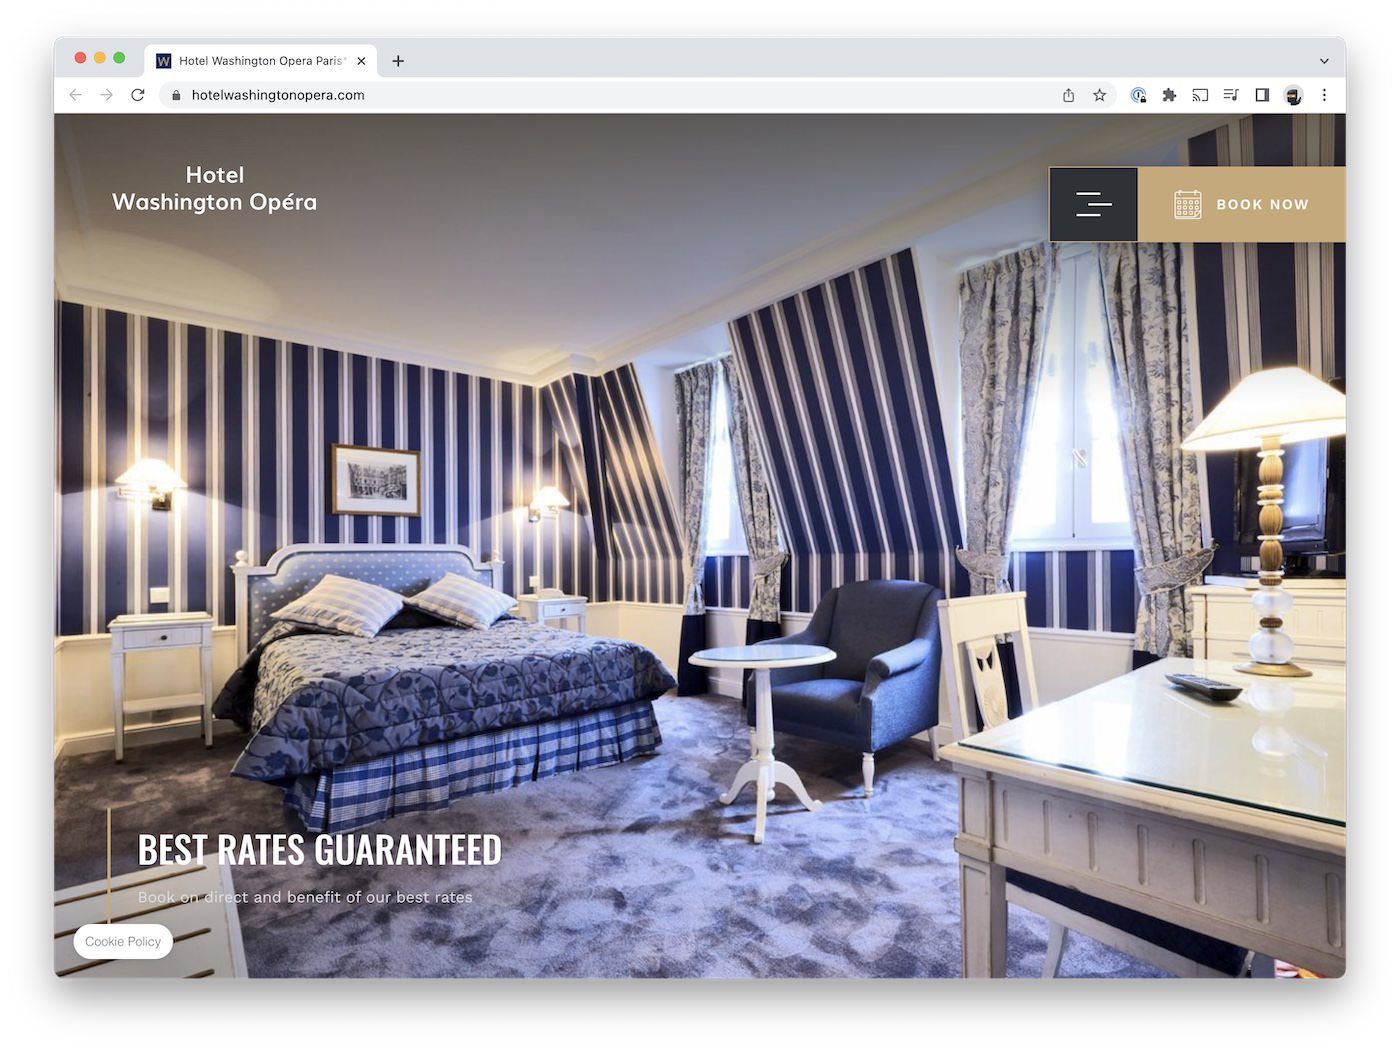 Hotel Washington Opera Paris
hotelwashingtonopera.com
Hotel
Washington Opéra
BOOK NOW
BEST RATES GUARANTEED
Book on direct and benefit of our best rates
Cookie Policy